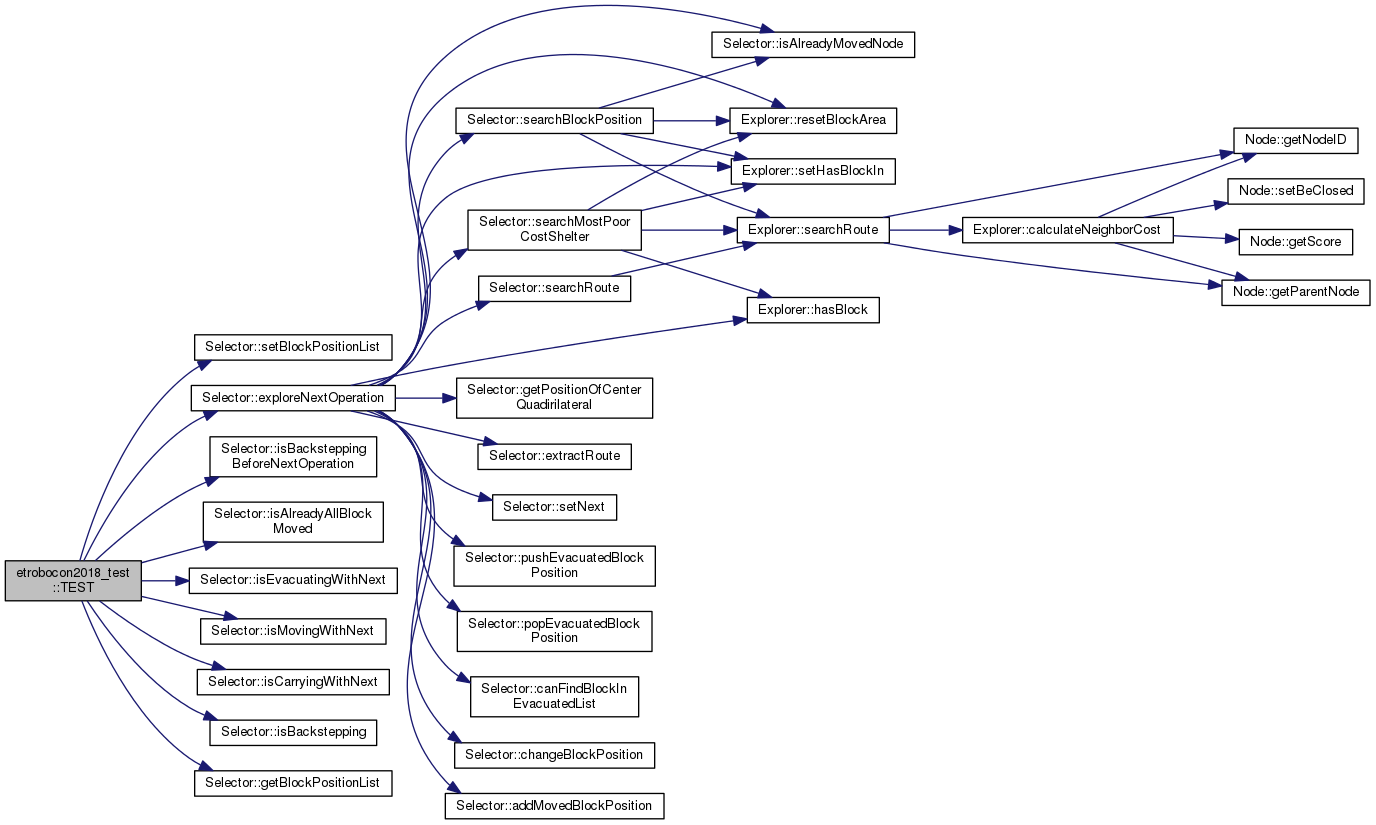 etrobocon2018_test
::TEST
Selector::setBlockPositionList
Selector::exploreNextOperation
Selector::isBackstepping
BeforeNextOperation
Selector::isAlreadyAllBlock
Moved
Selector::isEvacuatingWithNext
Selector::isMovingWithNext
Selector::isCarryingWithNext
Selector::isBackstepping
Selector::getBlockPositionList
Selector::searchBlockPosition
Selector::searchMostPoor
CostShelter
Selector::searchRoute
Selector::getPositionOfCenter
Quadirilateral
Selector::extractRoute
Selector::setNext
Selector::pushEvacuatedBlock
Position
Selector::popEvacuatedBlock
Position
Selector::canFindBlockIn
EvacuatedList
Selector::changeBlockPosition
Selector::addMovedBlockPosition
Selector::isAlreadyMovedNode
Explorer::resetBlockArea
Explorer::setHasBlockIn
Explorer::searchRoute
Explorer::hasBlock
Explorer::calculateNeighborCost
Node::getNodeID
Node::setBeClosed
Node::getScore
Node::getParentNode